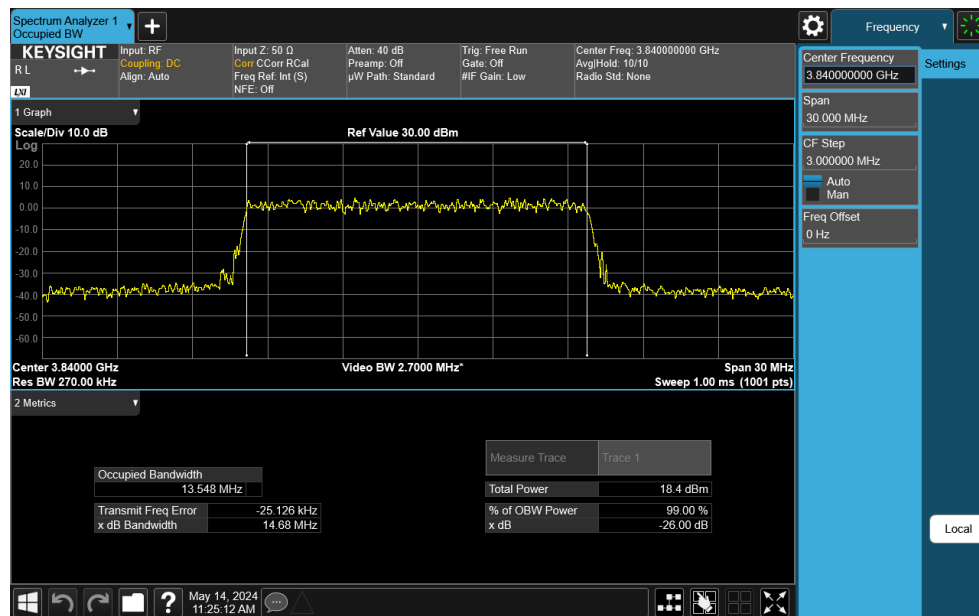 Spectrum Analyzer 1
Occupied BW
+
Frequency
KEYSIGHT
R L
LXI
Input: RF
Coupling: DC
Align: Auto
Input Z: 50 Ω
Corr CCorr RCal
Freq Ref: Int (S)
NFE: Off
Atten: 40 dB
Preamp: Off
µW Path: Standard
Trig: Free Run
Gate: Off
#IF Gain: Low
Center Freq: 3.840000000 GHz
Avg|Hold: 10/10
Radio Std: None
Center Frequency
3.840000000 GHz
Settings
Span
30.000 MHz
CF Step
3.000000 MHz
Auto
Man
Freq Offset
0 Hz
Local
1 Graph
Scale/Div 10.0 dB
Ref Value 30.00 dBm
Log
20.0
10.0
0.00
-10.0
-20.0
-30.0
-40.0
-50.0
-60.0
Center 3.84000 GHz
Video BW 2.7000 MHz*
Span 30 MHz
Res BW 270.00 kHz
Sweep 1.00 ms (1001 pts)
2 Metrics
Measure Trace Trace 1
Occupied Bandwidth
13.548 MHz
Total Power 18.4 dBm
Transmit Freq Error -25.126 kHz
% of OBW Power 99.00 %
x dB Bandwidth 14.68 MHz
x dB -26.00 dB
?
May 14, 2024
11:25:12 AM